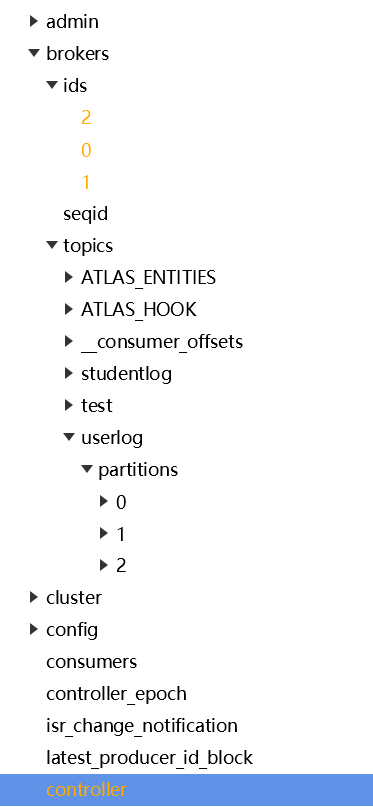 admin
brokers
ids
2
0
1
seqid
topics
ATLAS_ENTITIES
ATLAS_HOOK
__consumer_offsets
studentlog
test
userlog
partitions
0
1
2
cluster
config
consumers
controller_epoch
isr_change_notification
latest_producer_id_block
controller